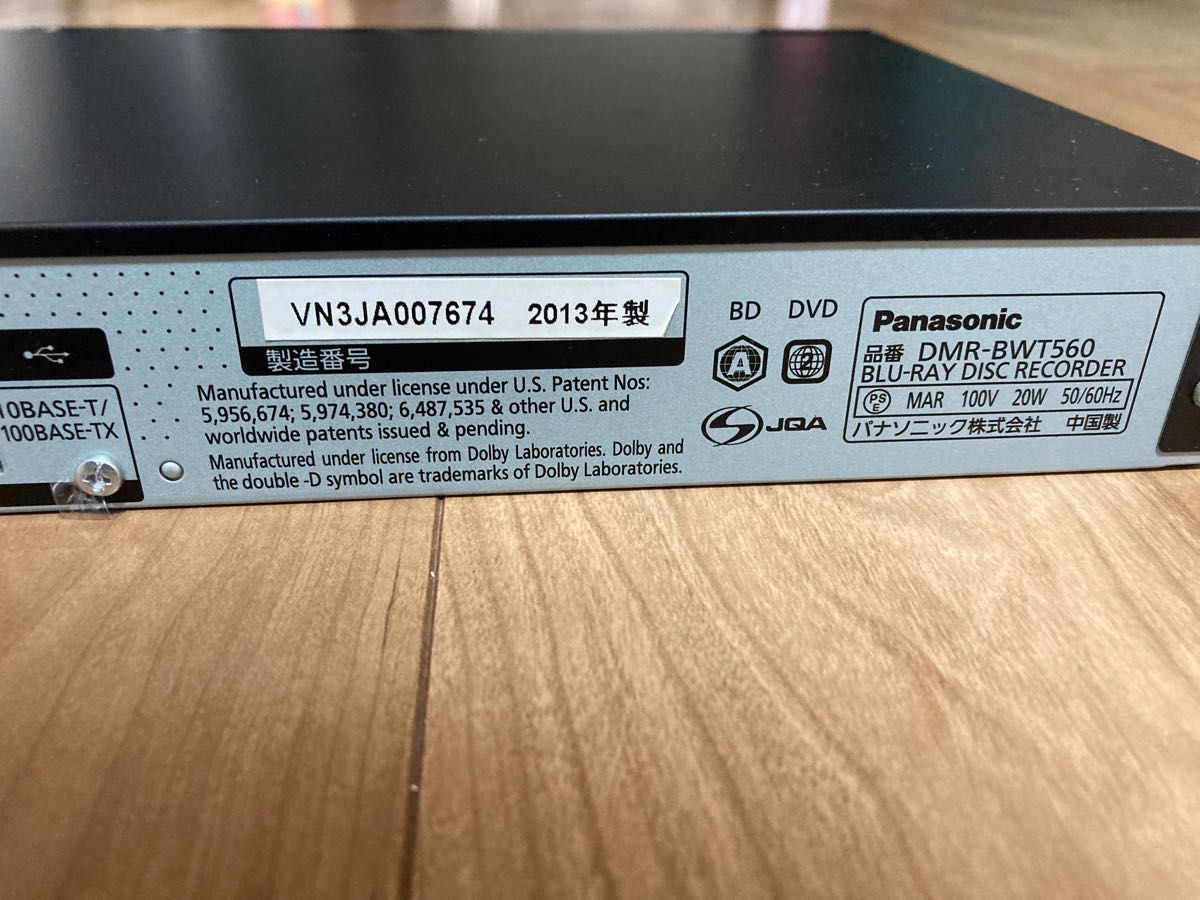 VN3JA007674 2013年製
製造番号
10BASE-T/
100BASE-TX
Manufactured under license under U.S. Patent Nos:
5,956,674; 5,974,380; 6,487,535 & other U.S. and
worldwide patents issued & pending.
Manufactured under license from Dolby Laboratories. Dolby and
the double -D symbol are trademarks of Dolby Laboratories.
BD DVD
A 2
JQA
Panasonic
品番 DMR-BWT560
BLU-RAY DISC RECORDER
PSE MAR 100V 20W 50/60Hz
パナソニック株式会社 中国製